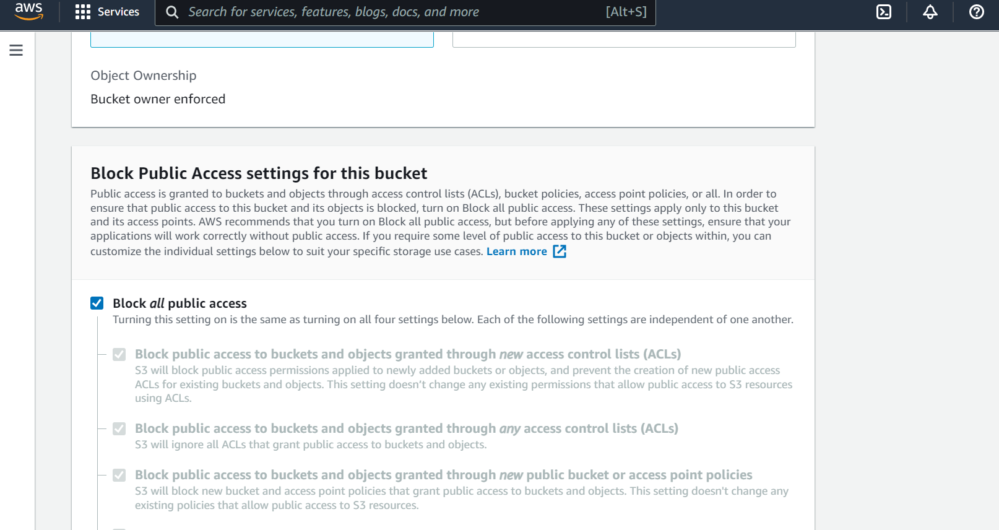 aws
Services
Search for services, features, blogs, docs, and more
[Alt+S]
Object Ownership
Bucket owner enforced
Block Public Access settings for this bucket
Public access is granted to buckets and objects through access control lists (ACLs), bucket policies, access point policies, or all. In order to
ensure that public access to this bucket and its objects is blocked, turn on Block all public access. These settings apply only to this bucket
and its access points. AWS recommends that you turn on Block all public access, but before applying any of these settings, ensure that your
applications will work correctly without public access. If you require some level of public access to this bucket or objects within, you can
customize the individual settings below to suit your specific storage use cases. Learn more
Block all public access
Turning this setting on is the same as turning on all four settings below. Each of the following settings are independent of one another.
Block public access to buckets and objects granted through new access control lists (ACLs)
S3 will block public access permissions applied to newly added buckets or objects, and prevent the creation of new public access
ACLs for existing buckets and objects. This setting doesn’t change any existing permissions that allow public access to S3 resources
using ACLs.
Block public access to buckets and objects granted through any access control lists (ACLs)
S3 will ignore all ACLs that grant public access to buckets and objects.
Block public access to buckets and objects granted through new public bucket or access point policies
S3 will block new bucket and access point policies that grant public access to buckets and objects. This setting doesn't change any
existing policies that allow public access to S3 resources.